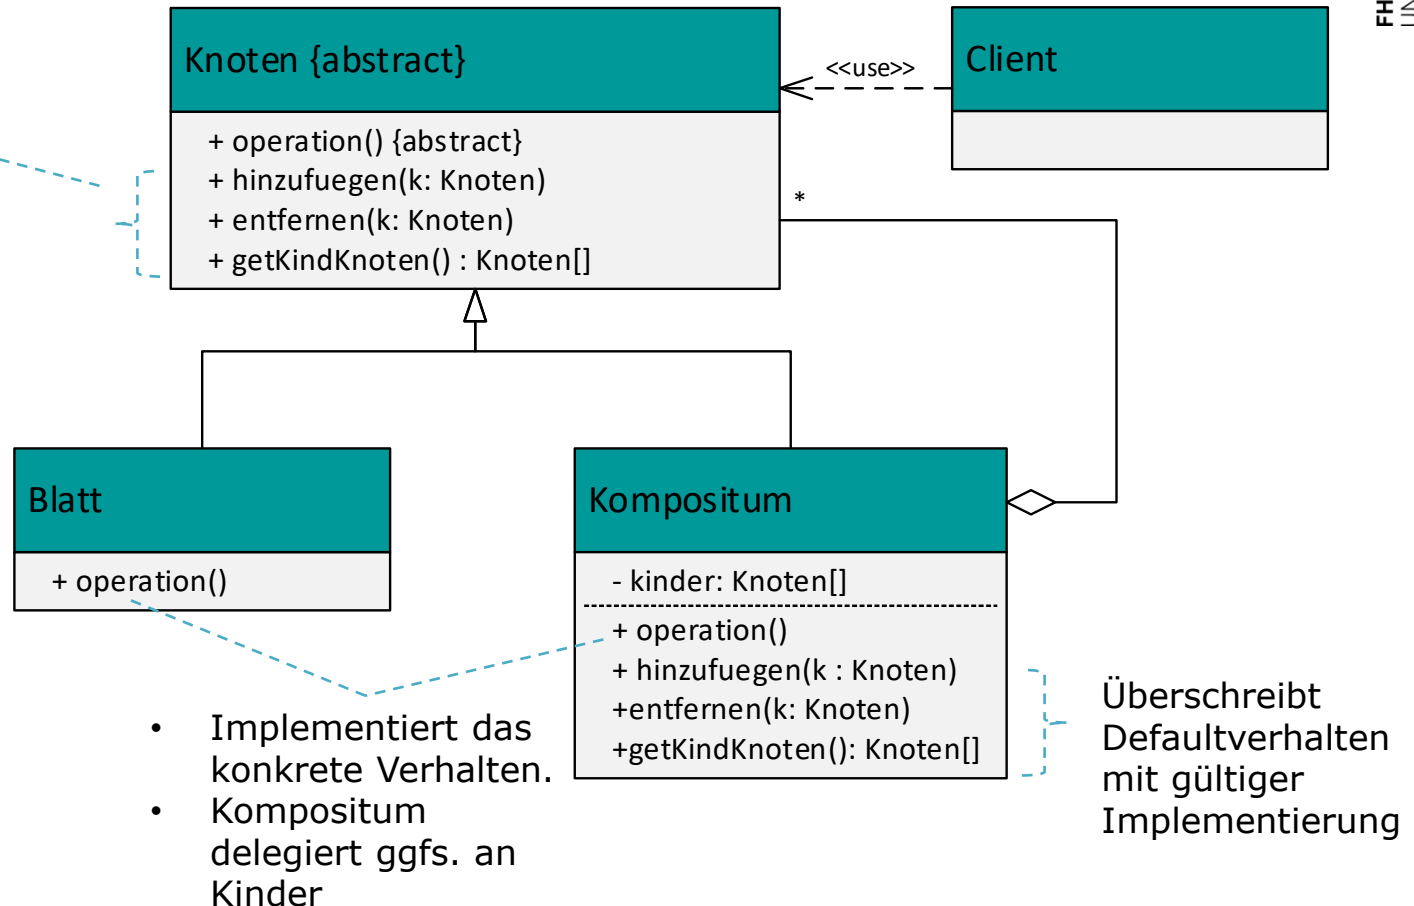 Knoten {abstract}
+ operation() {abstract}
+ hinzufuegen(k: Knoten)
+ entfernen(k: Knoten)
+ getKindKnoten() : Knoten[]
<<use>>
Client
*
Blatt
+ operation()
Kompositum
- kinder: Knoten[]
+ operation()
+ hinzufuegen(k : Knoten)
+entfernen(k: Knoten)
+getKindKnoten(): Knoten[]
• Implementiert das
konkrete Verhalten.
• Kompositum
delegiert ggfs. an
Kinder
Überschreibt
Defaultverhalten
mit gültiger
Implementierung
FH